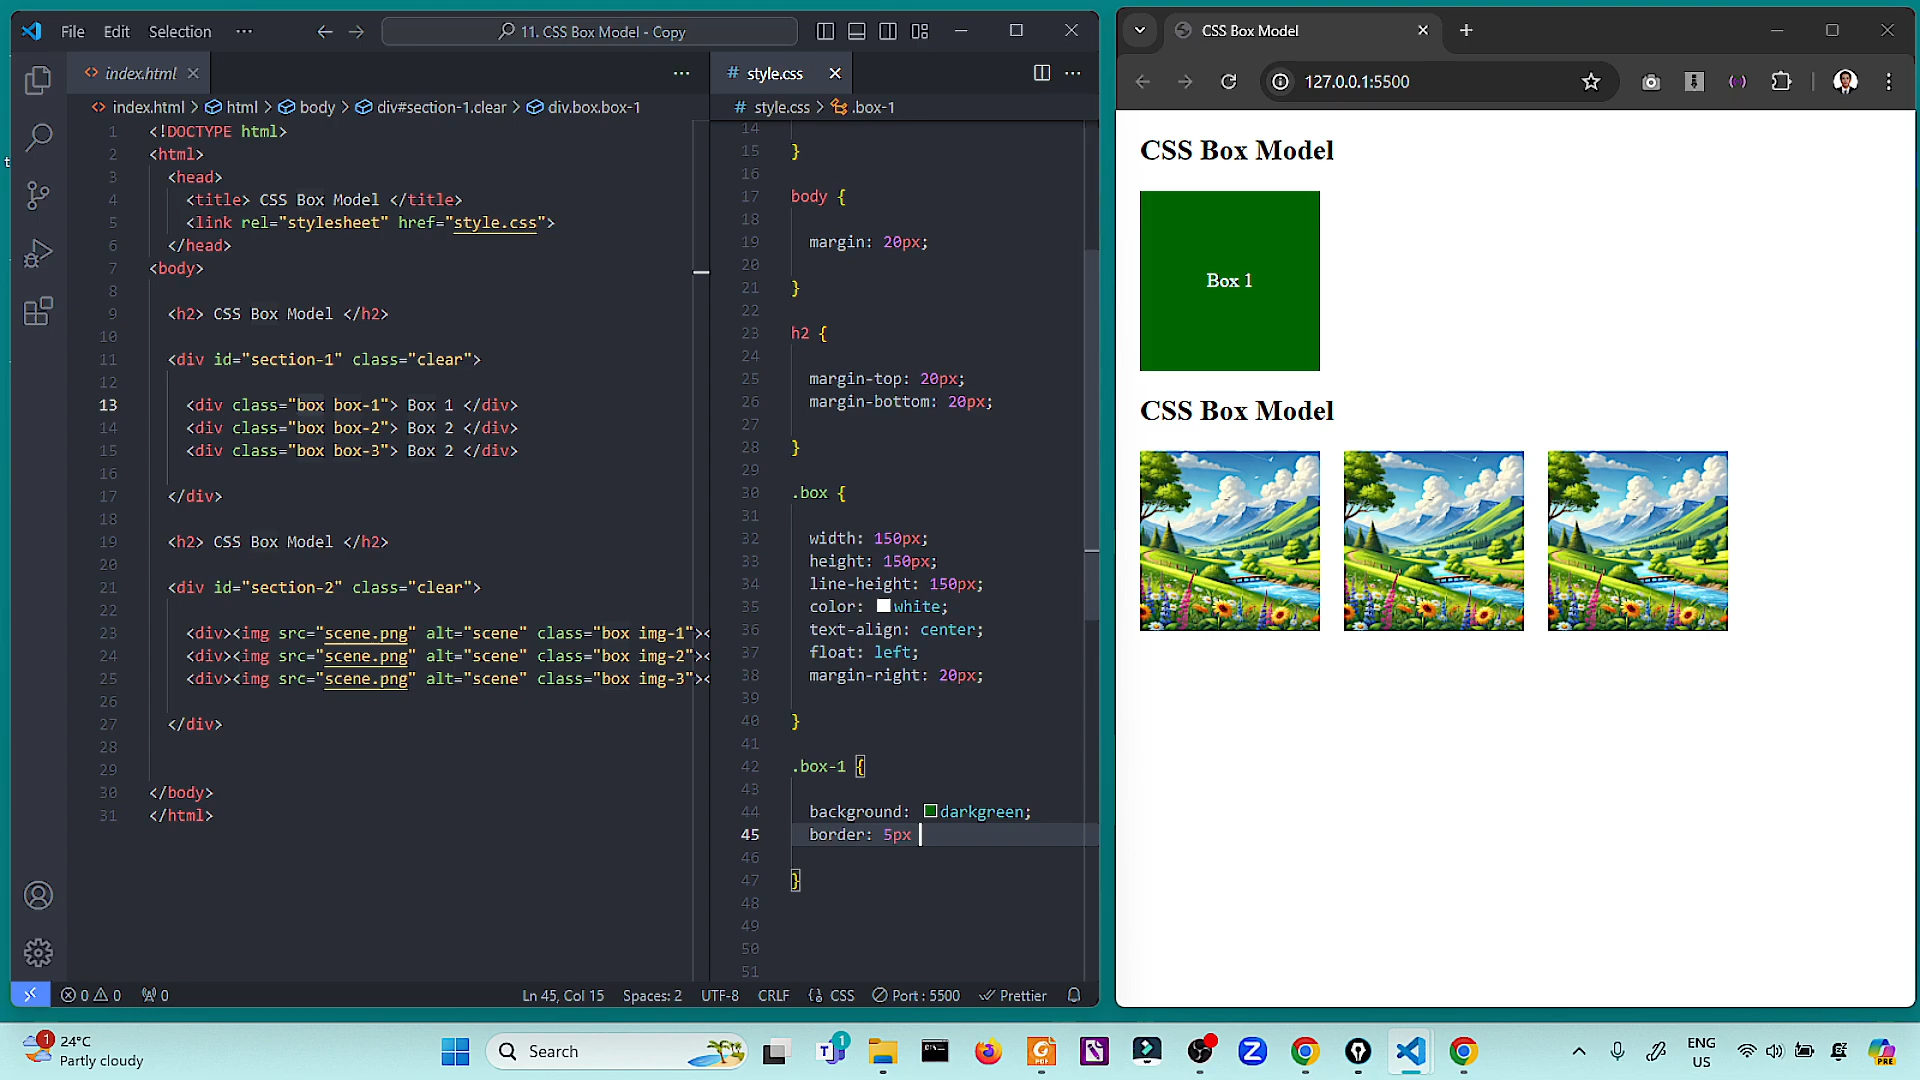 File Edit Selection ··· 11. CSS Box Model - Copy
index.html
index.html > html > body > div#section-1.clear > div.box.box-1
1 <!DOCTYPE html>
2 <html>
3 <head>
4 <title> CSS Box Model </title>
5 <link rel="stylesheet" href="style.css">
6 </head>
7 <body>
8
9 <h2> CSS Box Model </h2>
10
11 <div id="section-1" class="clear">
12
13 <div class="box box-1"> Box 1 </div>
14 <div class="box box-2"> Box 2 </div>
15 <div class="box box-3"> Box 2 </div>
16
17 </div>
18
19 <h2> CSS Box Model </h2>
20
21 <div id="section-2" class="clear">
22
23 <div><img src="scene.png" alt="scene" class="box img-1"><
24 <div><img src="scene.png" alt="scene" class="box img-2"><
25 <div><img src="scene.png" alt="scene" class="box img-3"><
26
27 </div>
28
29
30 </body>
31 </html>
# style.css
# style.css > .box-1
14
15 }
16
17 body {
18
19 margin: 20px;
20
21 }
22
23 h2 {
24
25 margin-top: 20px;
26 margin-bottom: 20px;
27
28 }
29
30 .box {
31
32 width: 150px;
33 height: 150px;
34 line-height: 150px;
35 color: white;
36 text-align: center;
37 float: left;
38 margin-right: 20px;
39
40 }
41
42 .box-1 {
43
44 background: darkgreen;
45 border: 5px
46
47 }
48
49
50
51
0 0 0 Ln 45, Col 15 Spaces: 2 UTF-8 CRLF {} CSS Port : 5500 Prettier
CSS Box Model
127.0.0.1:5500
CSS Box Model
Box 1
CSS Box Model
1 24°C
Partly cloudy
Search
1
ENG
US
PRE